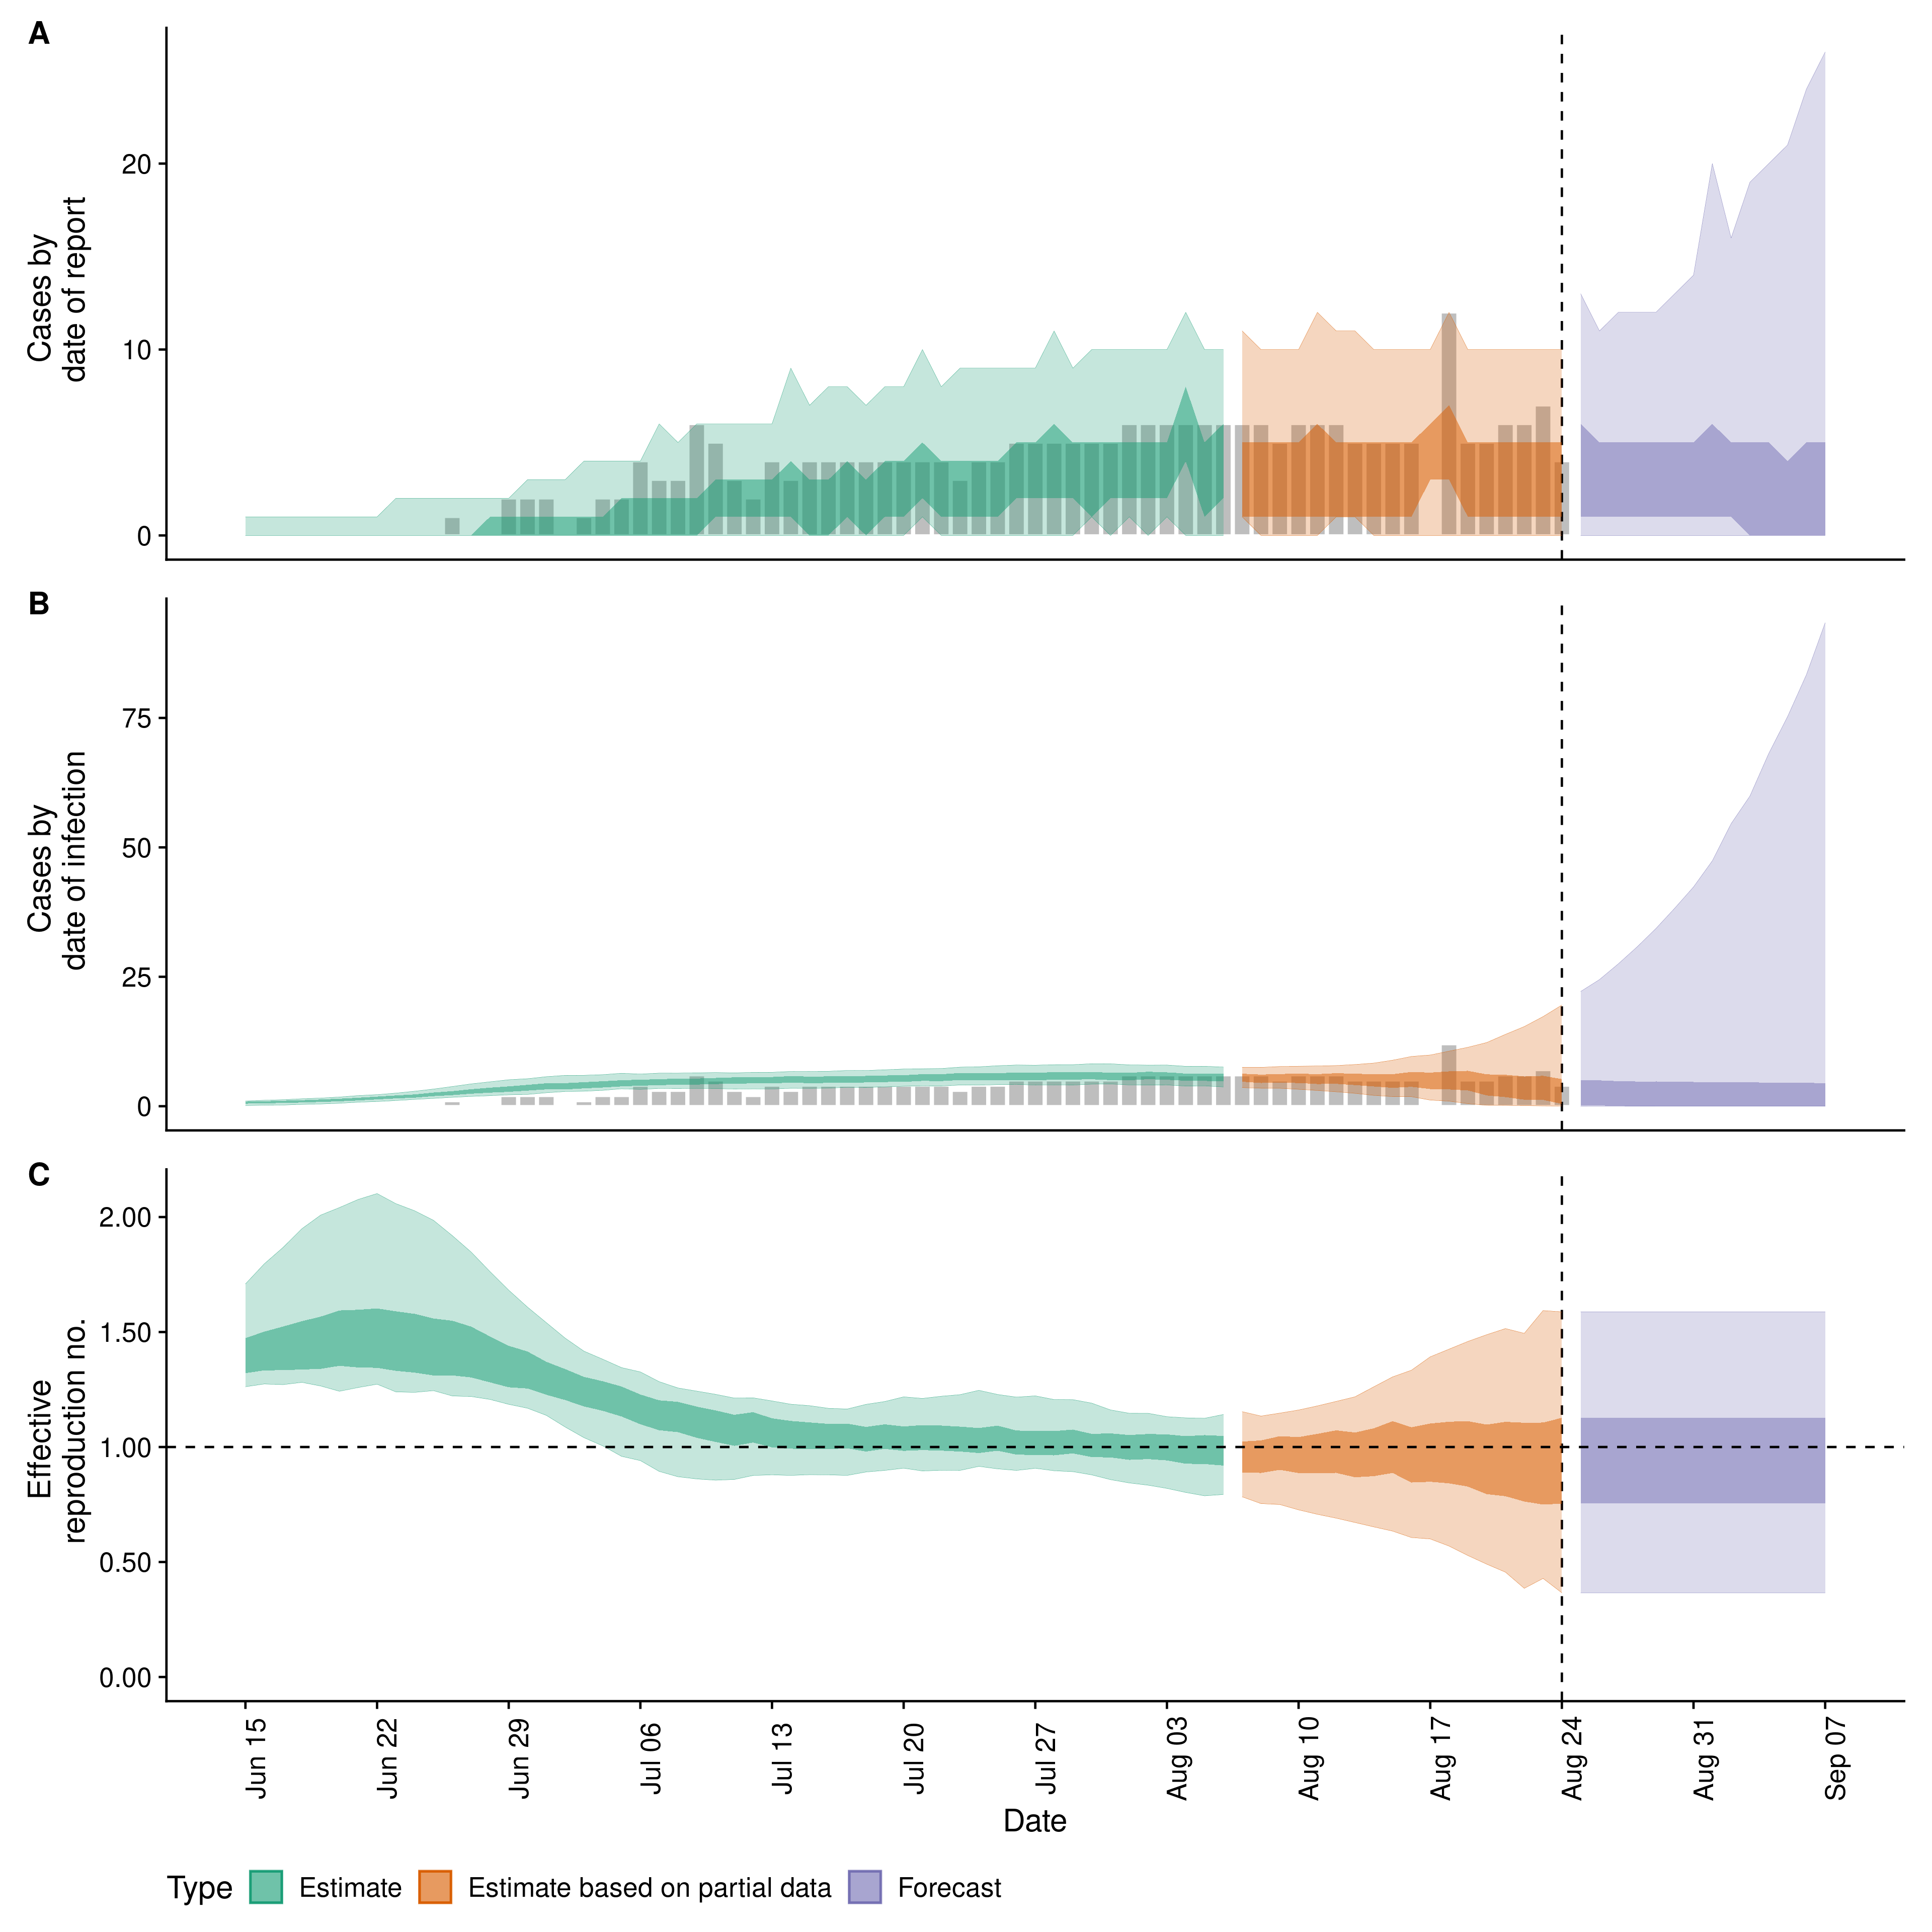 A
Cases by
date of report
20
10
0
B
Cases by
date of infection
75
50
25
0
C
Effective
reproduction no.
2.00
1.50
1.00
0.50
0.00
Jun 15
Jun 22
Jun 29
Jul 06
Jul 13
Jul 20
Jul 27
Aug 03
Aug 10
Aug 17
Aug 24
Aug 31
Sep 07
Date
Type Estimate Estimate based on partial data Forecast